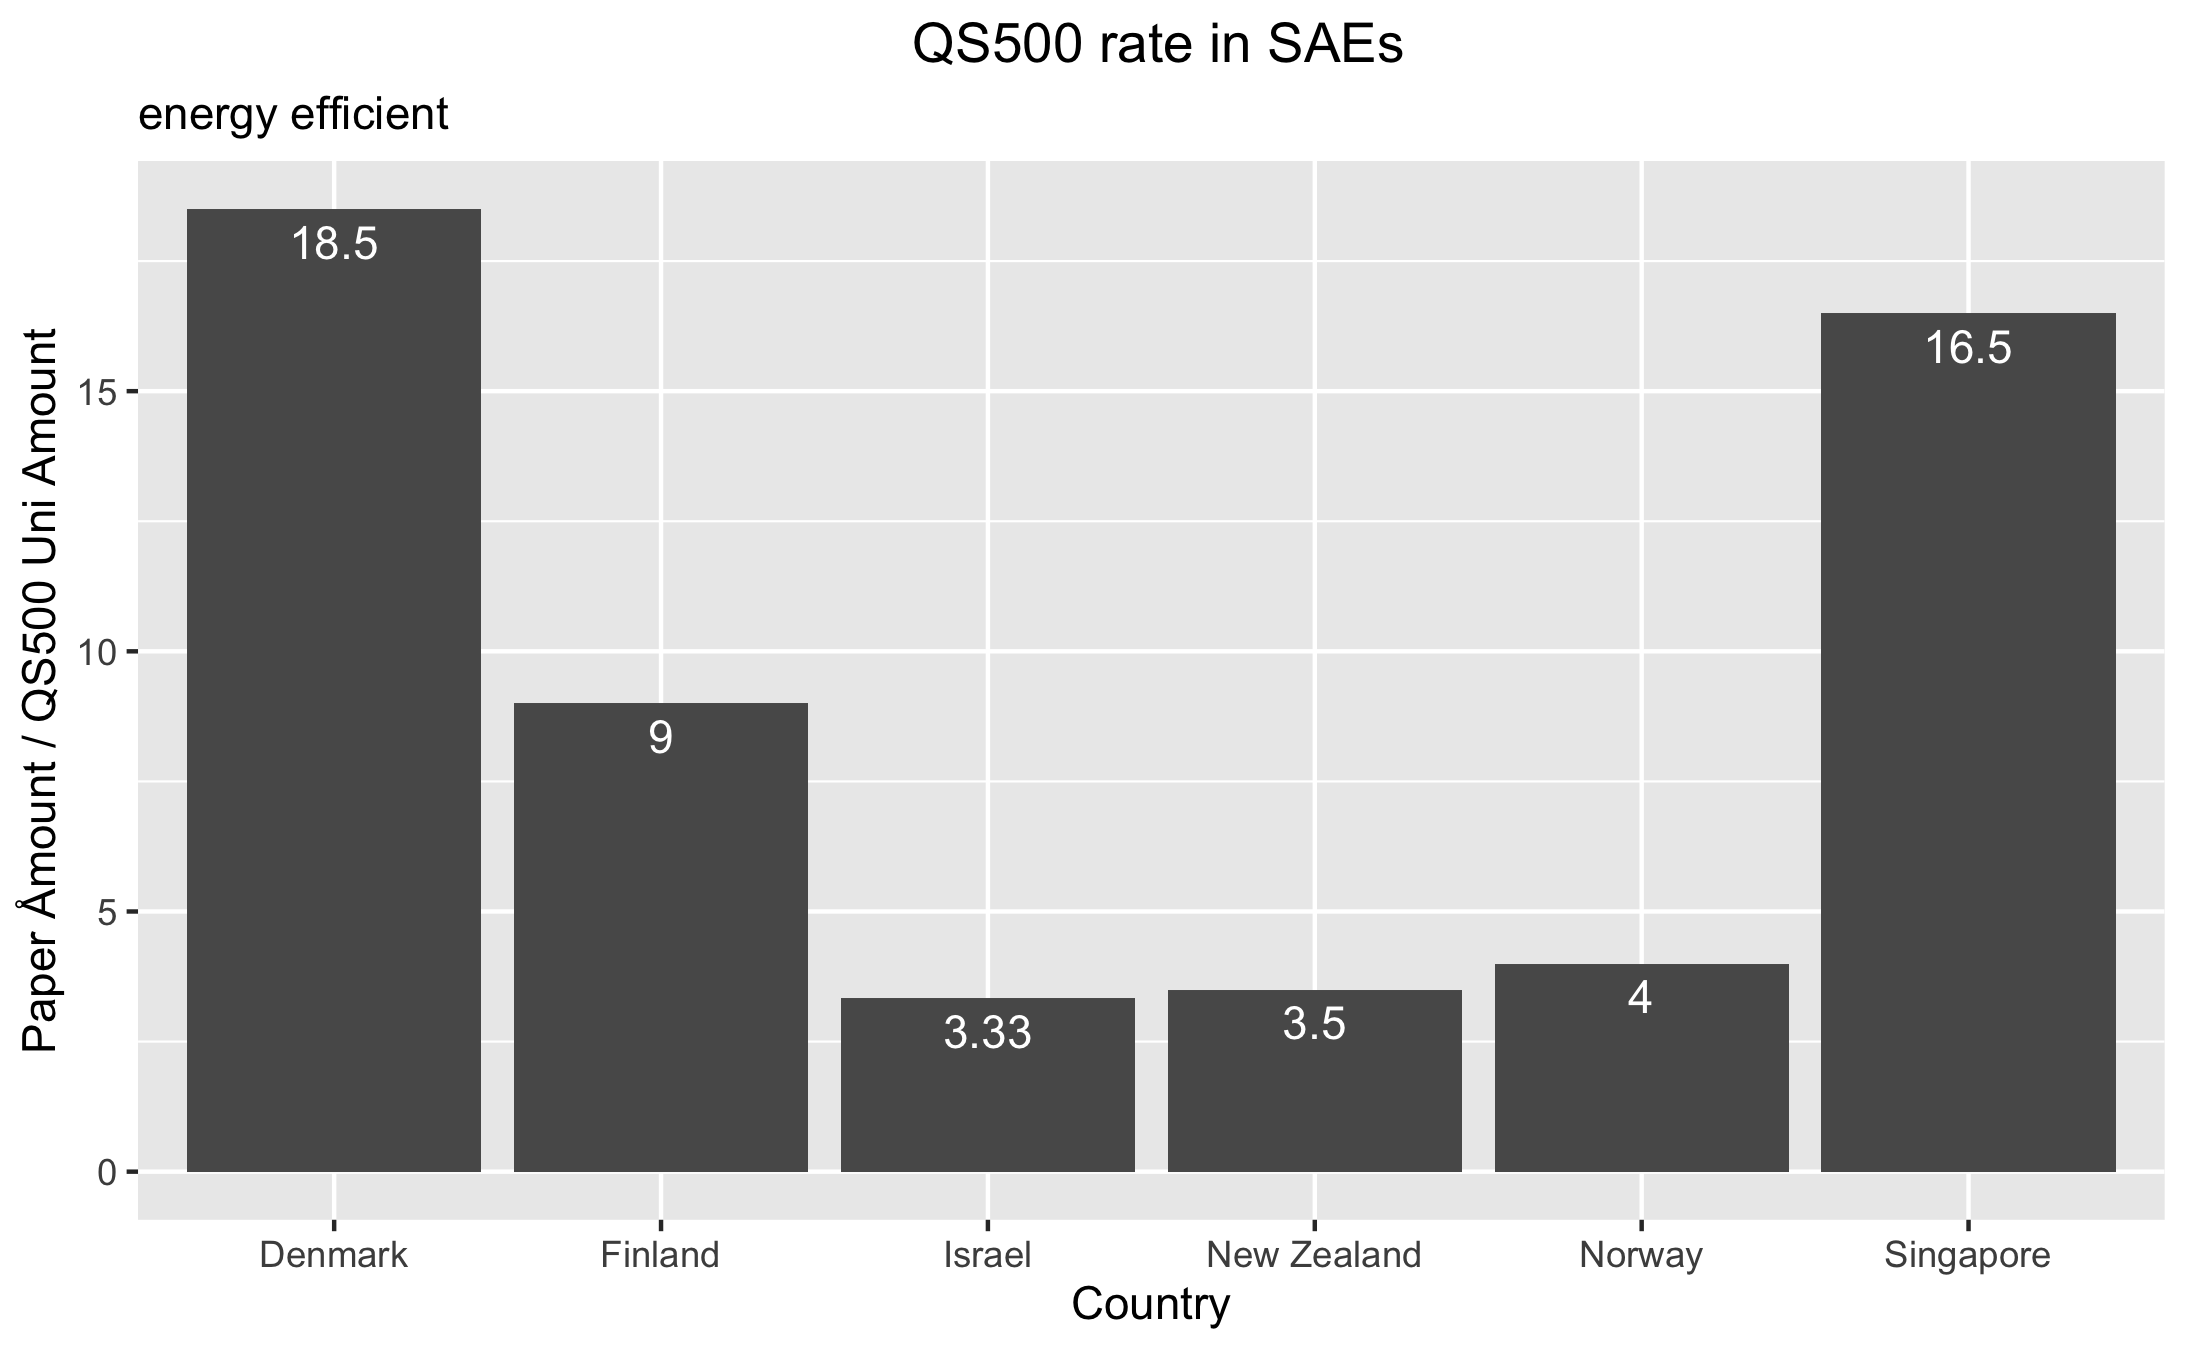 QS500 rate in SAEs
energy efficient
Paper Åmount / QS500 Uni Amount
15
10
5
0
18.5
9
3.33
3.5
4
16.5
Denmark
Finland
Israel
New Zealand
Norway
Singapore
Country